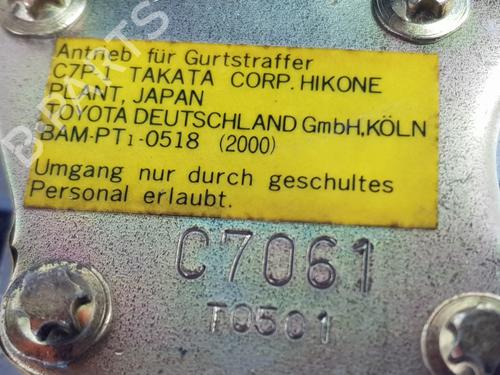 Antrieb für Gurtstraffer
C7P TAKATA CORP. HIKONE
PLANT, JAPAN
TOYOTA DEUTSCHLAND GmbH, KÖLN
BAM-PT1-0518 (2000)
Umgang nur durch geschultes
Personal erlaubt.
C7061
T0501
B-PARTS